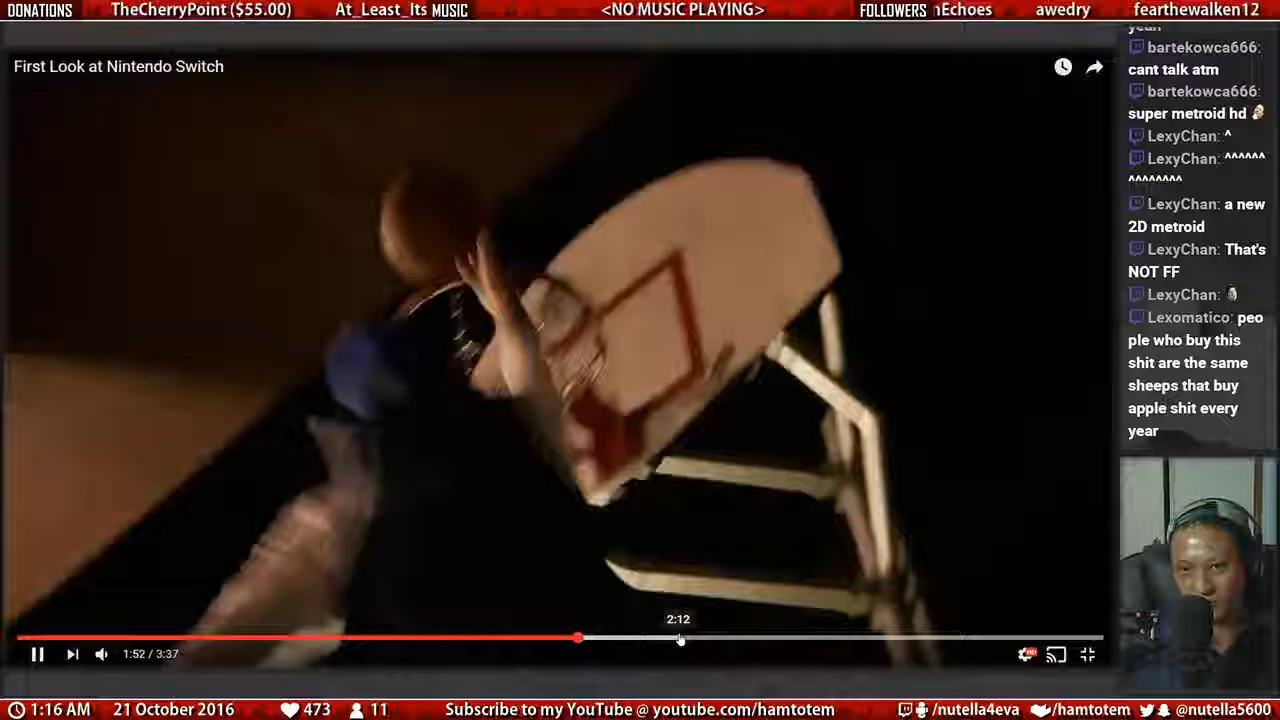 DONATIONS TheCherryPoint ($55.00) At_Least_Its MUSIC <NO MUSIC PLAYING> FOLLOWERS nEchoes awedry fearthewalken12
First Look at Nintendo Switch
yeah
bartekowca666:
cant talk atm
bartekowca666:
super metroid hd
LexyChan: ^
LexyChan: ^^^^^^
^^^^^^^^
LexyChan: a new
2D metroid
LexyChan: That's
NOT FF
LexyChan:
Lexomatico: peo
ple who buy this
shit are the same
sheeps that buy
apple shit every
year
2:12
1:52 / 3:37
HD
1:16 AM 21 October 2016 473 11 Subscribe to my YouTube @ youtube.com/hamtotem /nutella4eva /hamtotem @nutella5600